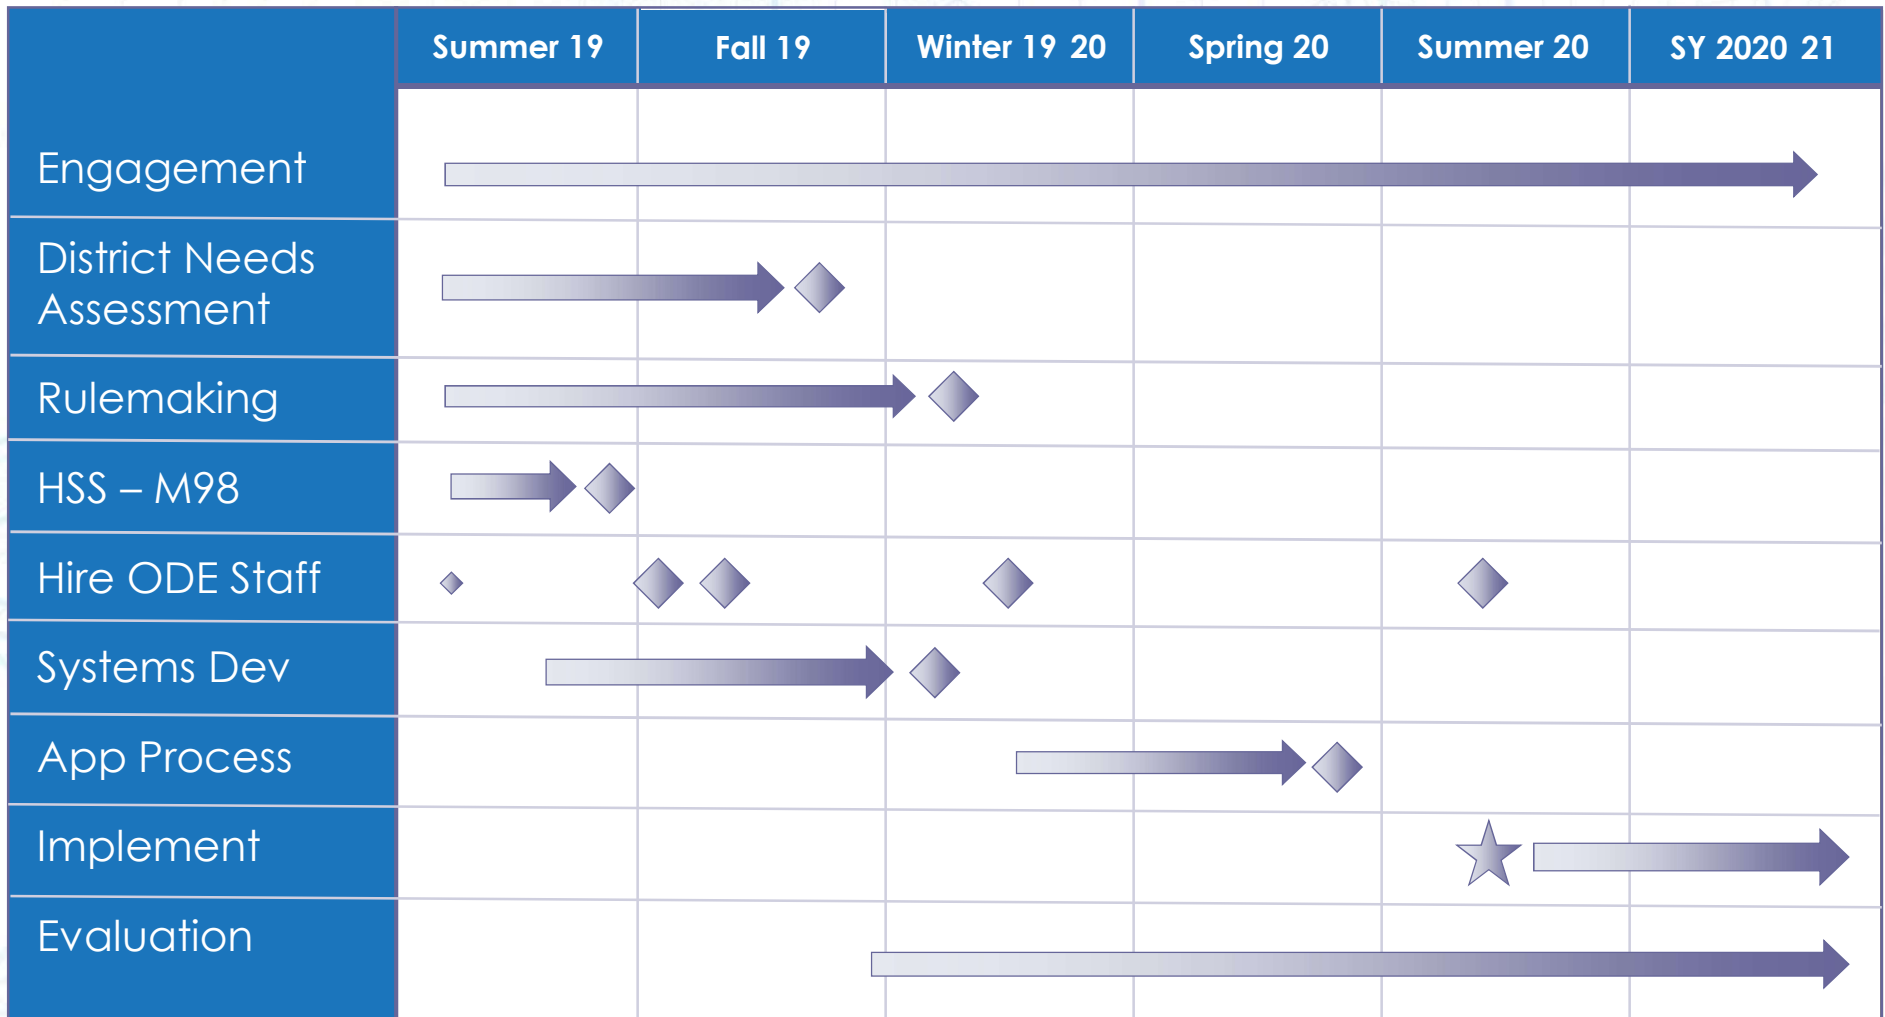 Summer 19 Fall 19 Winter 19 20 Spring 20 Summer 20 SY 2020 21
Engagement
District Needs
Assessment
Rulemaking
HSS – M98
Hire ODE Staff
Systems Dev
App Process
Implement
Evaluation